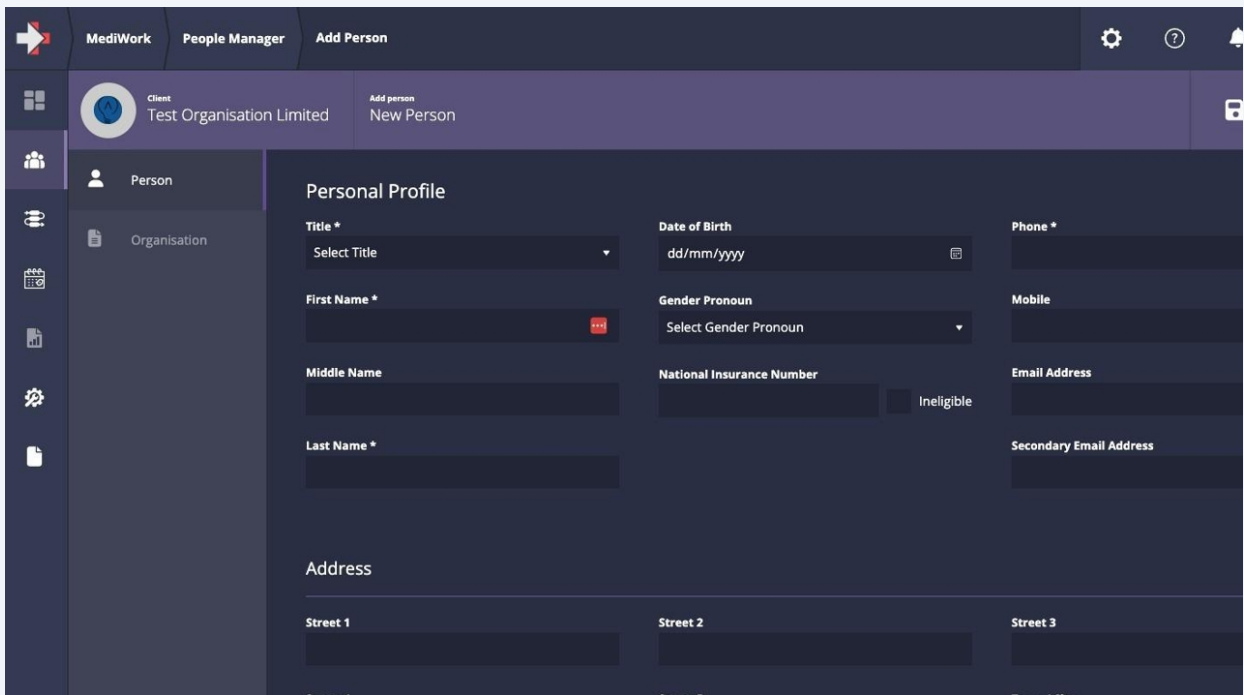 MediWork People Manager Add Person
Client
Test Organisation Limited
Add person
New Person
Person
Organisation
Personal Profile
Title * Date of Birth Phone *
Select Title dd/mm/yyyy
First Name * Gender Pronoun Mobile
Select Gender Pronoun
Middle Name National Insurance Number Email Address
Ineligible
Last Name * Secondary Email Address
Address
Street 1 Street 2 Street 3